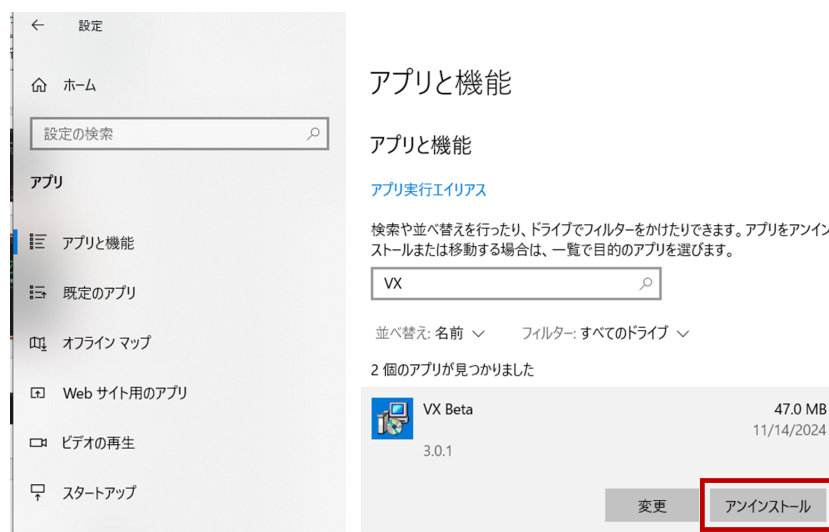 設定
ホーム
設定の検索
アプリ
アプリと機能
既定のアプリ
オフライン マップ
Web サイト用のアプリ
ビデオの再生
スタートアップ
アプリと機能
アプリと機能
アプリ実行エイリアス
検索や並べ替えを行ったり、ドライブでフィルターをかけたりできます。アプリをアンイン
ストールまたは移動する場合は、一覧で目的のアプリを選びます。
VX
並べ替え: 名前 フィルター: すべてのドライブ
2 個のアプリが見つかりました
VX Beta 47.0 MB
11/14/2024
3.0.1
変更 アンインストール